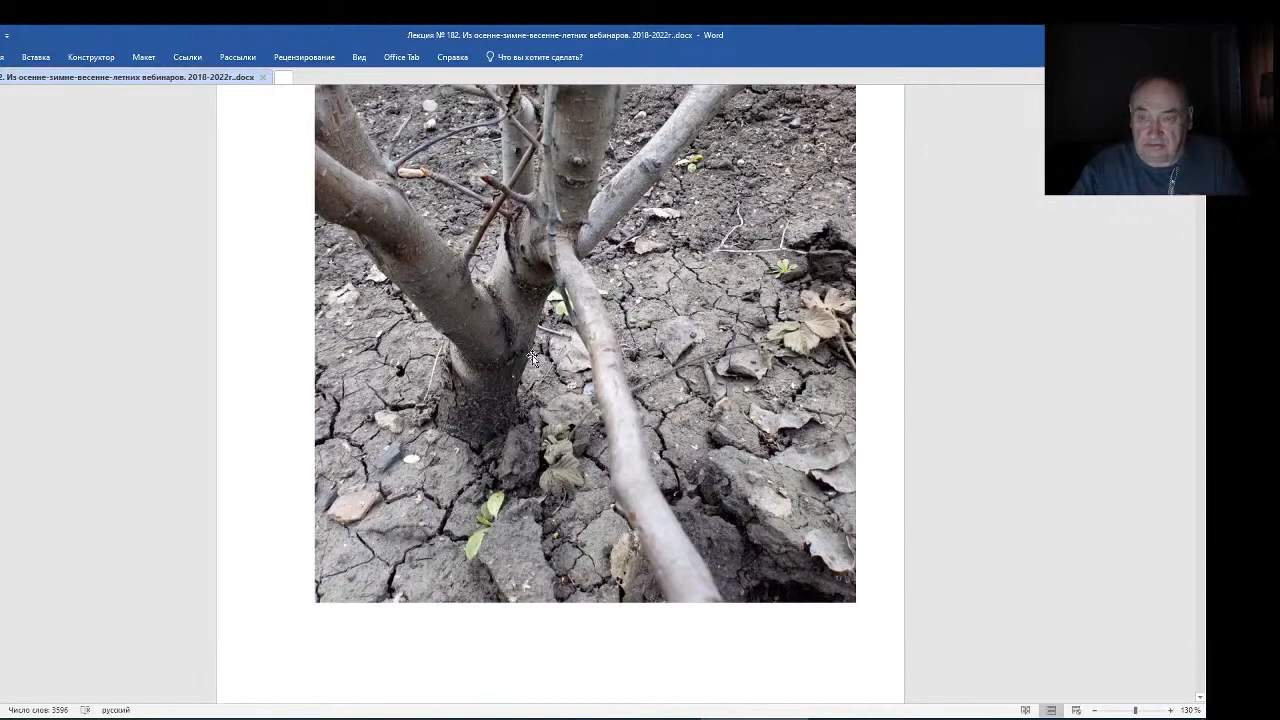 Лекция № 182. Из осенне-зимне-весенне-летних вебинаров. 2018-2022г..docx - Word
я Вставка Конструктор Макет Ссылки Рассылки Рецензирование Вид Office Tab Справка Что вы хотите сделать?
2. Из осенне-зимне-весенне-летних вебинаров. 2018-2022г..docx
Число слов: 3596 русский 130%